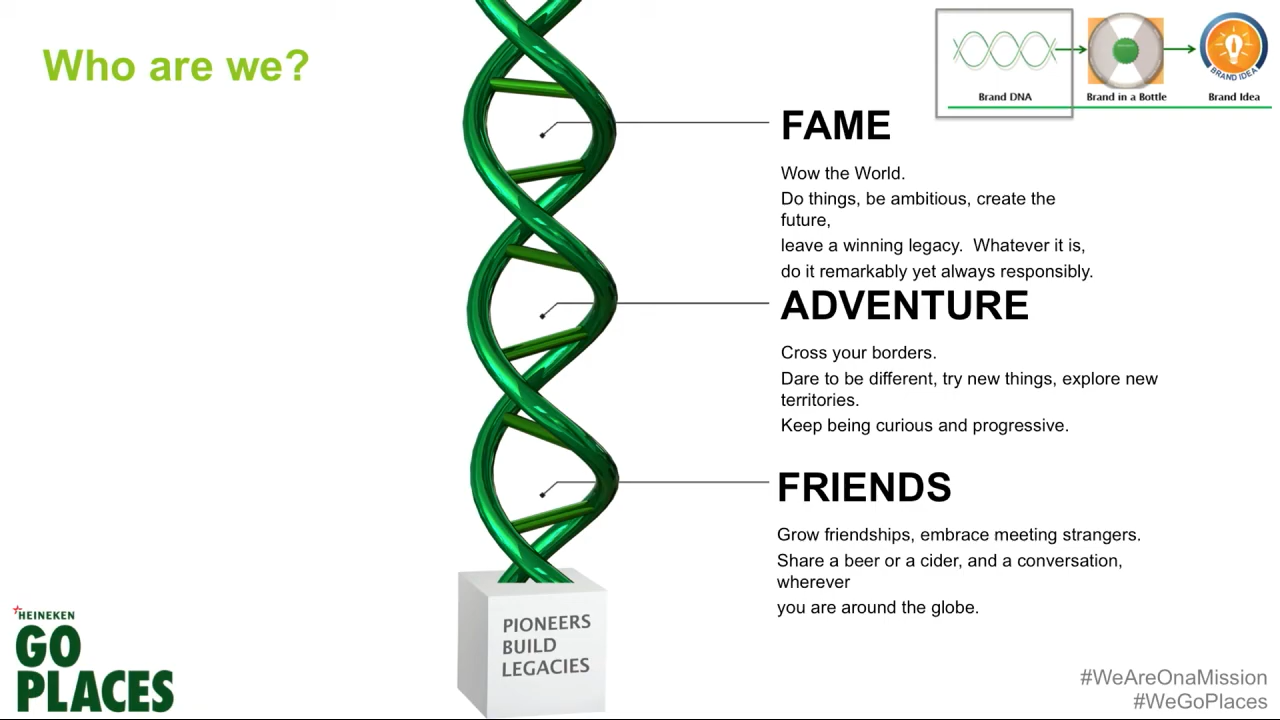 Who are we?
Brand DNA
Brand in a Bottle
BRAND IDEA
Brand Idea
FAME
Wow the World.
Do things, be ambitious, create the
future,
leave a winning legacy.  Whatever it is,
do it remarkably yet always responsibly.
ADVENTURE
Cross your borders.
Dare to be different, try new things, explore new
territories.
Keep being curious and progressive.
FRIENDS
Grow friendships, embrace meeting strangers.
Share a beer or a cider, and a conversation,
wherever
you are around the globe.
PIONEERS
BUILD
LEGACIES
HEINEKEN
GO
PLACES
#WeAreOnaMission
#WeGoPlaces